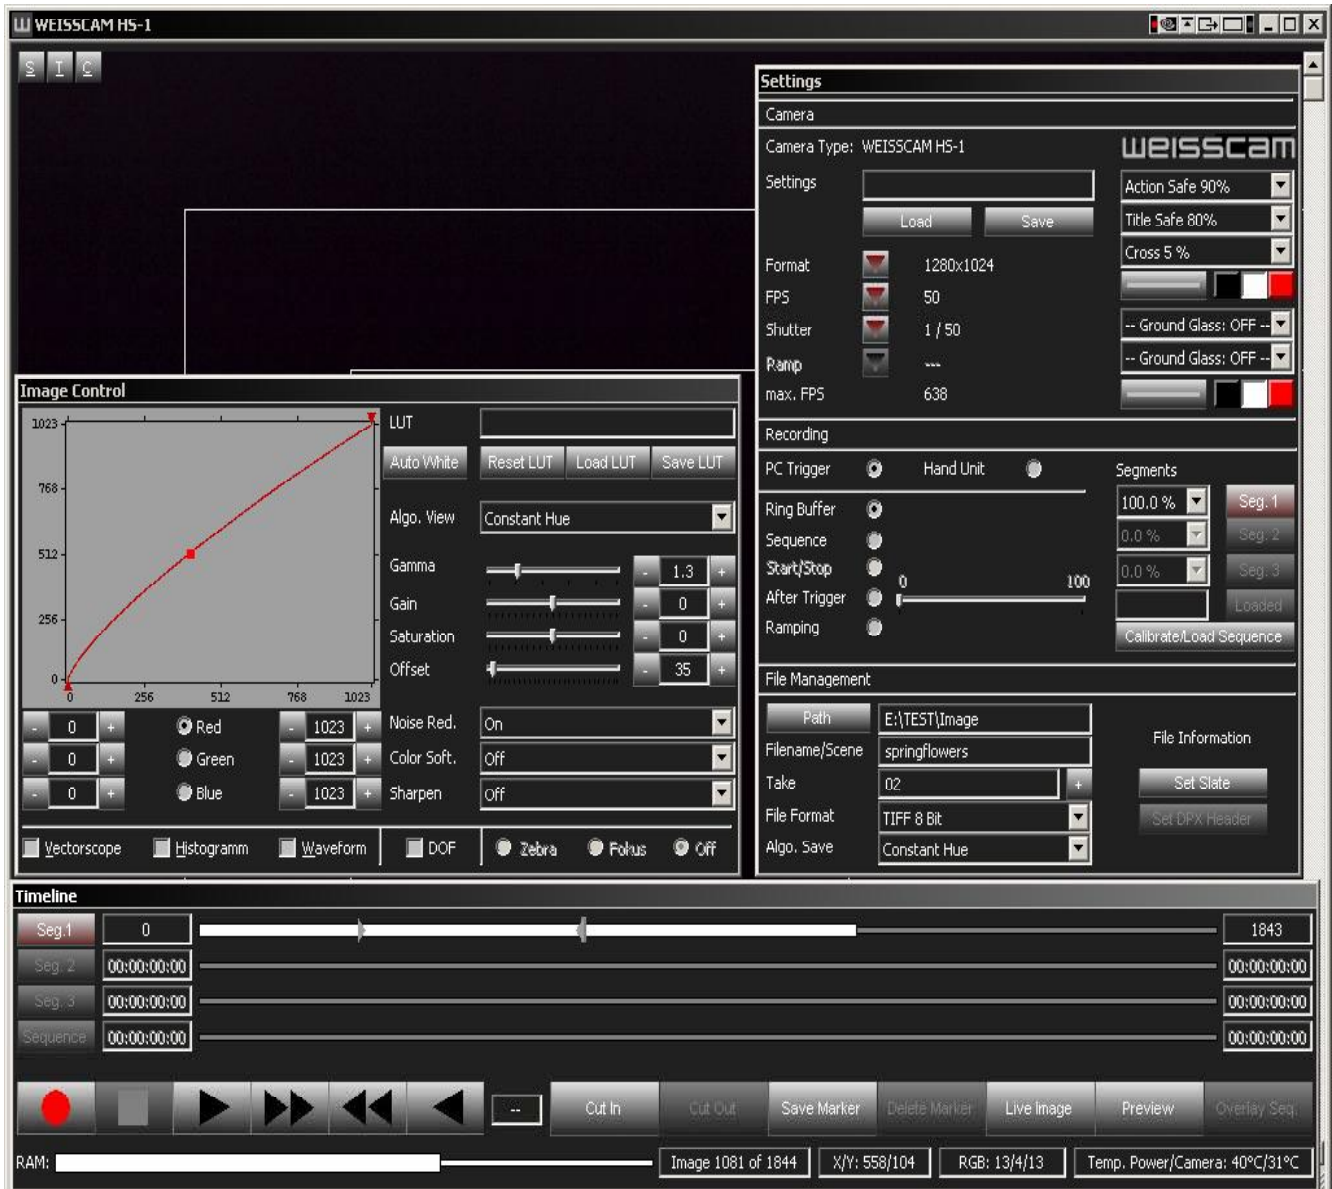 WEISSCAM HS-1
S I C
Settings
Camera
Camera Type: WEISSCAM HS-1
weisscam
Settings
Action Safe 90%
Load Save
Title Safe 80%
Cross 5 %
Format 1280x1024
FPS 50
Shutter 1 / 50
-- Ground Glass: OFF --
Ramp ---
-- Ground Glass: OFF --
max. FPS 638
Recording
PC Trigger Hand Unit
Segments
Ring Buffer
100.0 % Seg. 1
Sequence
0.0 % Seg. 2
Start/Stop
0.0 % Seg. 3
After Trigger 0 100
Loaded
Ramping
Calibrate/Load Sequence
File Management
Path E:\TEST\Image
File Information
Filename/Scene springflowers
Take 02 +
Set Slate
File Format TIFF 8 Bit
Set DPX Header
Algo. Save Constant Hue
Image Control
1023
768
512
256
0
0 256 512 768 1023
LUT
Auto White Reset LUT Load LUT Save LUT
Algo. View Constant Hue
Gamma - 1.3 +
Gain - 0 +
Saturation - 0 +
Offset - 35 +
- 0 + Red - 1023 +
- 0 + Green - 1023 +
- 0 + Blue - 1023 +
Noise Red. On
Color Soft. Off
Sharpen Off
Vectorscope Histogramm Waveform DOF Zebra Fokus Off
Timeline
Seg.1 0 1843
Seg. 2 00:00:00:00 00:00:00:00
Seg. 3 00:00:00:00 00:00:00:00
Sequence 00:00:00:00 00:00:00:00
-- Cut In Cut Out Save Marker Delete Marker Live Image Preview Overlay Seq.
RAM: Image 1081 of 1844 X/Y: 558/104 RGB: 13/4/13 Temp. Power/Camera: 40°C/31°C